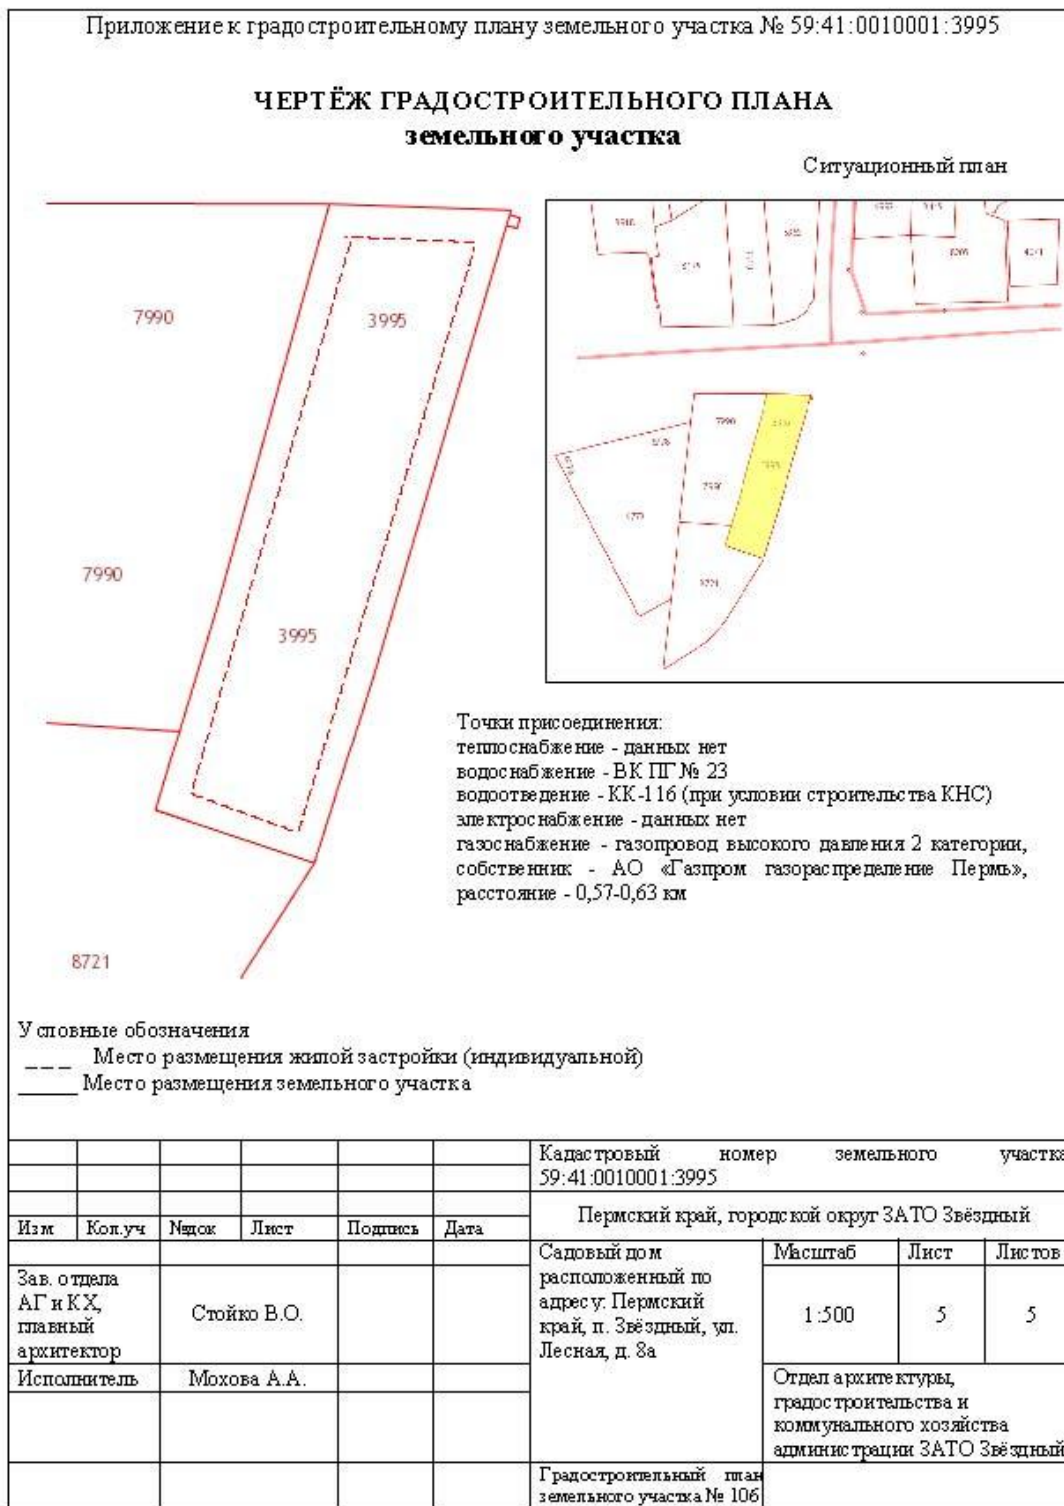 Приложение к градостроительному плану земельного участка № 59:41:0010001:3995
ЧЕРТЁЖ ГРАДОСТРОИТЕЛЬНОГО ПЛАНА
земельного участка
Ситуационный план
7990
3995
7990
3995
8721
7990
7990
8721
Точки присоединения:
теплоснабжение - данных нет
водоснабжение - ВК ПГ № 23
водоотведение - КК-116 (при условии строительства КНС)
электроснабжение - данных нет
газоснабжение - газопровод высокого давления 2 категории,
собственник - АО «Газпром газораспределение Пермь»,
расстояние - 0,57-0,63 км
Условные обозначения
_ _ _ Место размещения жилой застройки (индивидуальной)
_____ Место размещения земельного участка
Кадастровый номер земельного участка
59:41:0010001:3995
Изм Кол.уч №док Лист Подпись Дата
Пермский край, городской округ ЗАТО Звёздный
Садовый дом
расположенный по
адресу: Пермский
край, п. Звёздный, ул.
Лесная, д. 8а
Масштаб Лист Листов
1:500 5 5
Зав. отдела
АГ и КХ,
главный
архитектор
Стойко В.О.
Исполнитель Мохова А.А.
Отдел архитектуры,
градостроительства и
коммунального хозяйства
администрации ЗАТО Звёздный
Градостроительный план
земельного участка № 106